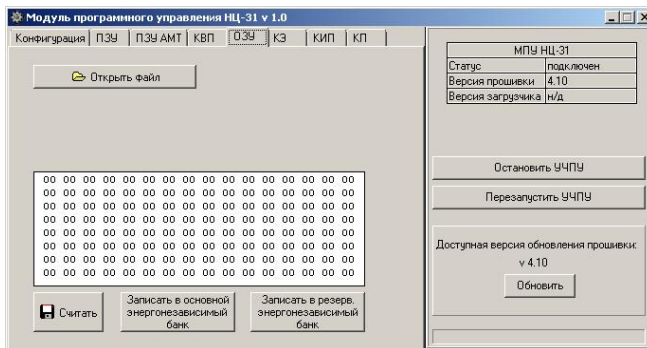 Модуль программного управления НЦ-31 v 1.0
Конфигурация ПЗУ ПЗУ АМТ КВП ОЗУ КЭ КИП КП
Открыть файл
00 00 00 00 00 00 00 00 00 00 00 00 00 00 00 00
00 00 00 00 00 00 00 00 00 00 00 00 00 00 00 00
00 00 00 00 00 00 00 00 00 00 00 00 00 00 00 00
00 00 00 00 00 00 00 00 00 00 00 00 00 00 00 00
00 00 00 00 00 00 00 00 00 00 00 00 00 00 00 00
00 00 00 00 00 00 00 00 00 00 00 00 00 00 00 00
00 00 00 00 00 00 00 00 00 00 00 00 00 00 00 00
00 00 00 00 00 00 00 00 00 00 00 00 00 00 00 00
Считать
Записать в основной
энергонезависимый
банк
Записать в резерв.
энергонезависимый
банк
МПУ НЦ-31
Статус подключен
Версия прошивки 4.10
Версия загрузчика н/д
Остановить УЧПУ
Перезапустить УЧПУ
Доступная версия обновления прошивки:
v 4.10
Обновить